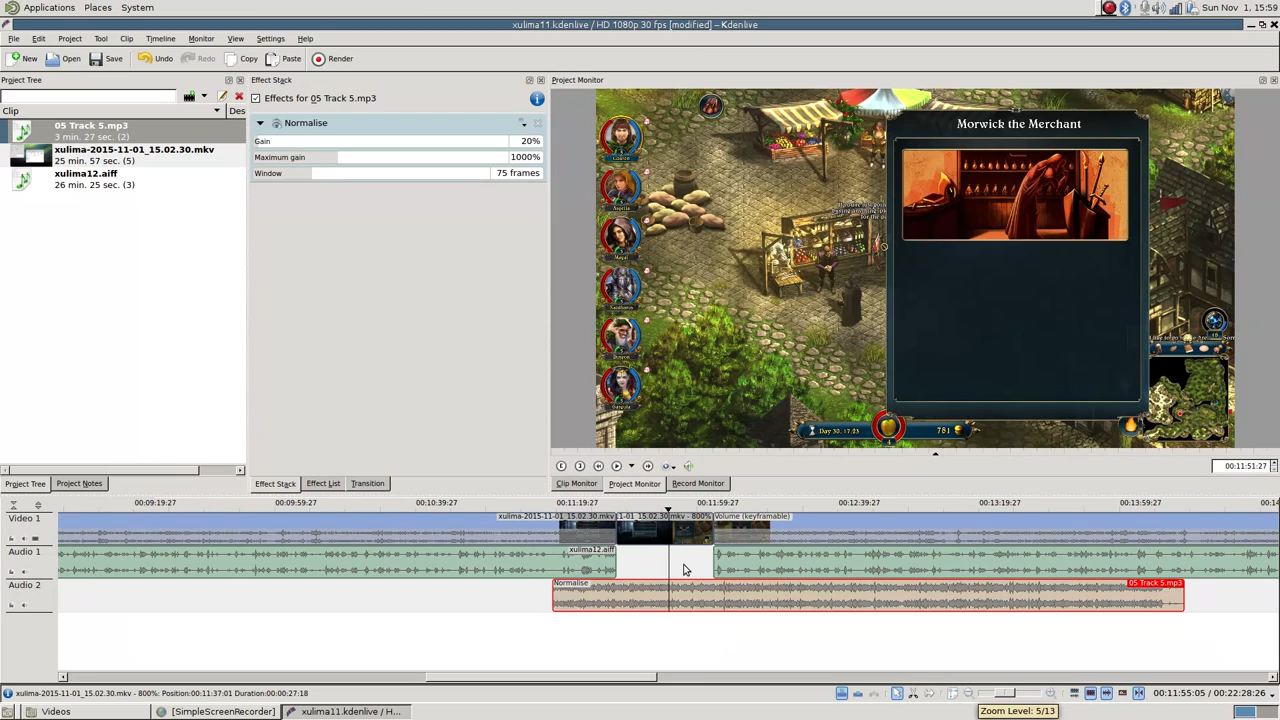 Applications Places System
Sun Nov 1, 15:59
xulima11.kdenlive / HD 1080p 30 fps [modified] – Kdenlive
File Edit Project Tool Clip Timeline Monitor View Settings Help
New Open Save Undo Redo Copy Paste Render
Project Tree
Effect Stack
Project Monitor
Effects for 05 Track 5.mp3
Clip
Des
05 Track 5.mp3
3 min. 27 sec. (2)
xulima-2015-11-01_15.02.30.mkv
25 min. 57 sec. (5)
xulima12.aiff
26 min. 25 sec. (3)
Normalise
Gain 20%
Maximum gain 1000%
Window 75 frames
Morwick the Merchant
Day 30, 17:23
781
00:11:51:27
Project Tree Project Notes
Effect Stack Effect List Transition
Clip Monitor Project Monitor Record Monitor
00:09:19:27 00:09:59:27 00:10:39:27 00:11:19:27 00:11:59:27 00:12:39:27 00:13:19:27 00:13:59:27 00:14
Video 1
xulima-2015-11-01_15.02.30.mkv
11-01_15.02.30.mkv - 800%
Volume (keyframable)
Audio 1
xulima12.aiff
Audio 2
Normalise
05 Track 5.mp3
xulima-2015-11-01_15.02.30.mkv - 800%: Position:00:11:37:01 Duration:00:00:27:18
00:11:55:05 / 00:22:28:26
Videos
[SimpleScreenRecorder]
xulima11.kdenlive / H...
Zoom Level: 5/13